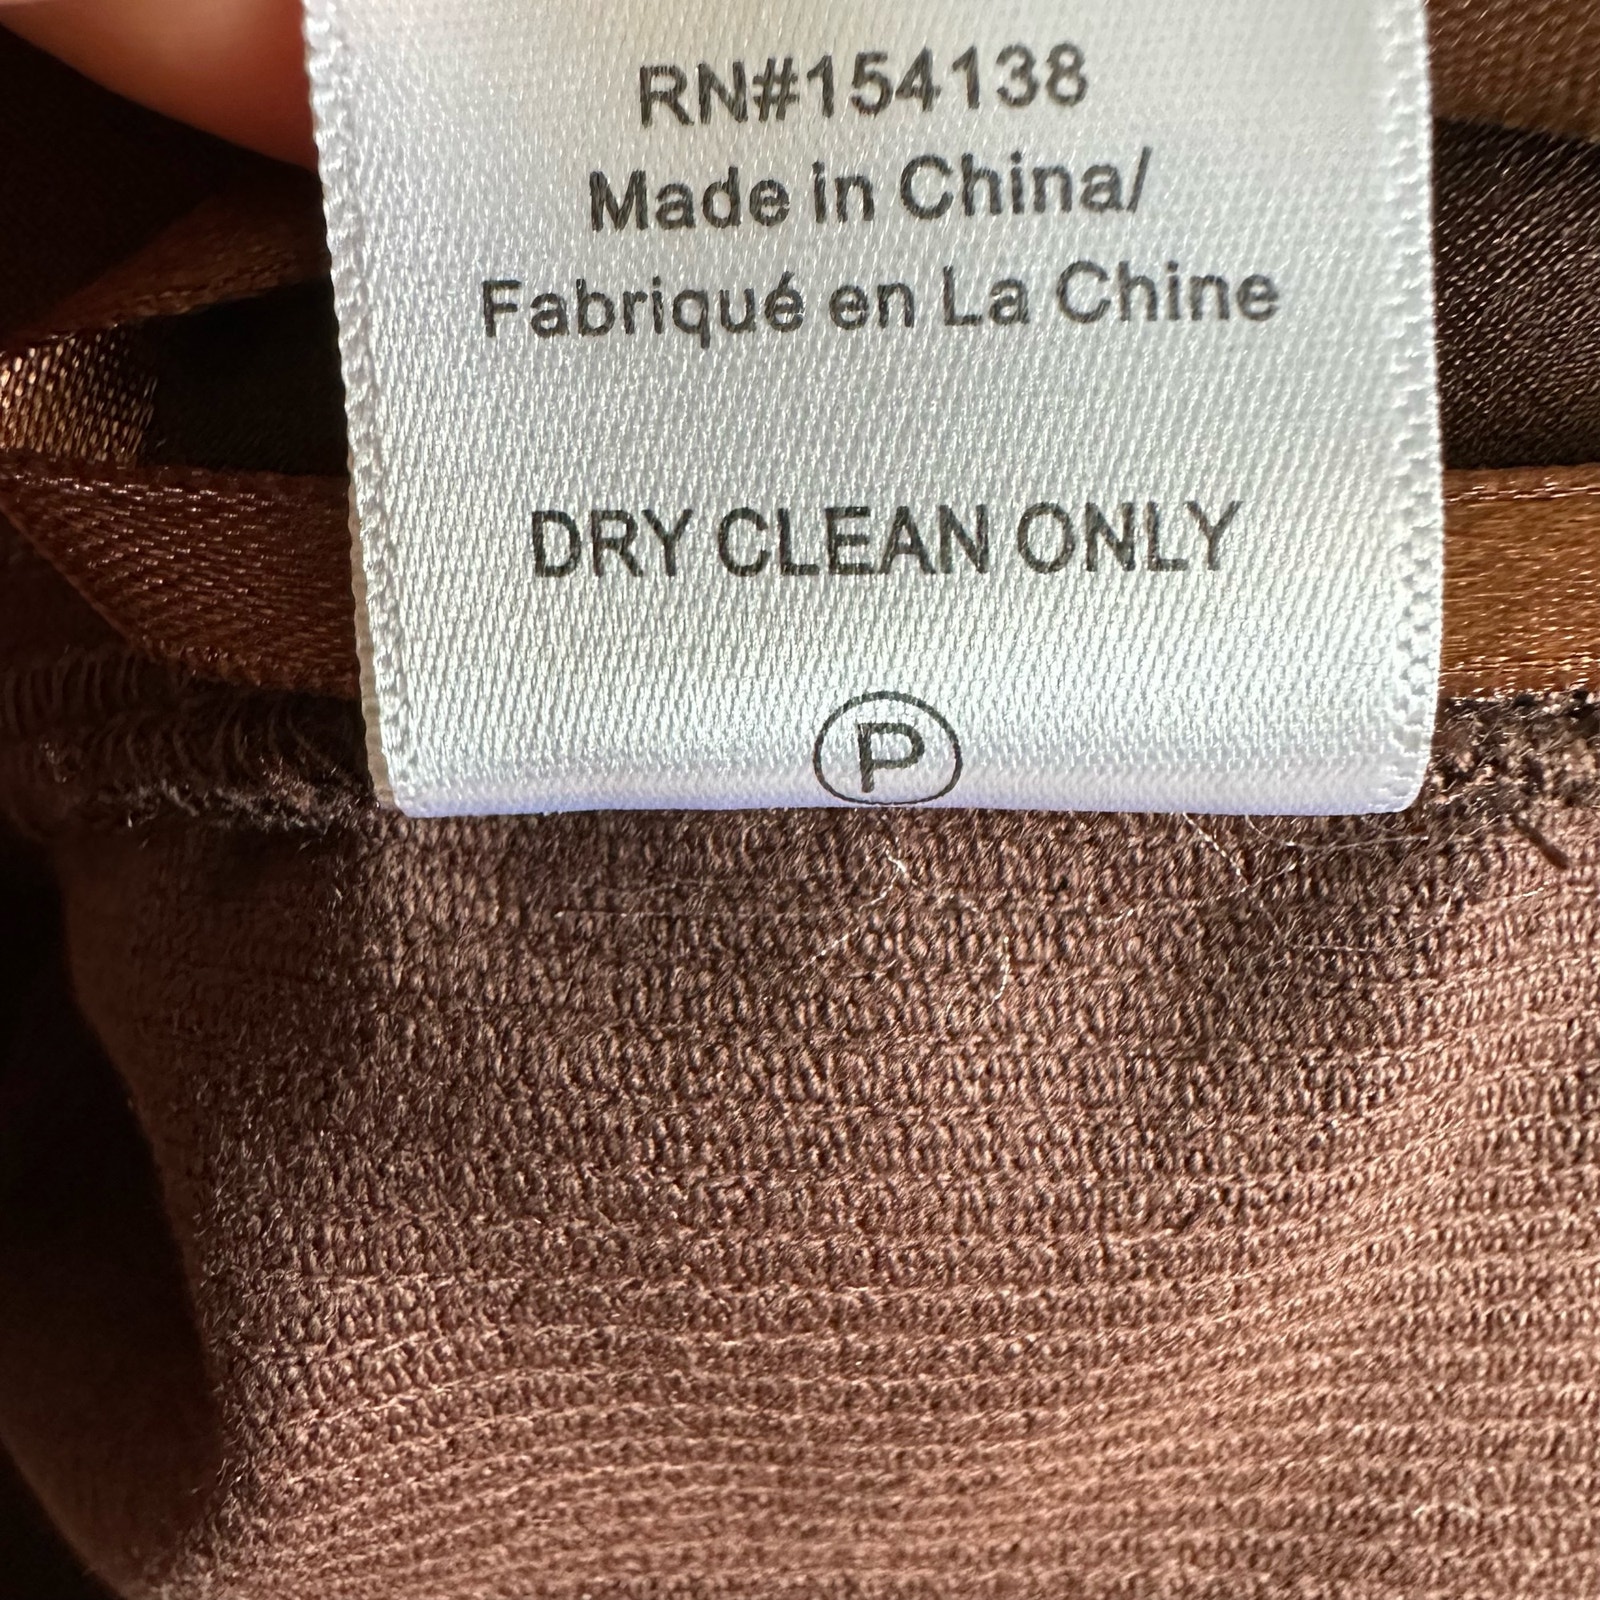 RN#154138
Made in China/
Fabriqué en La Chine
DRY CLEAN ONLY
P